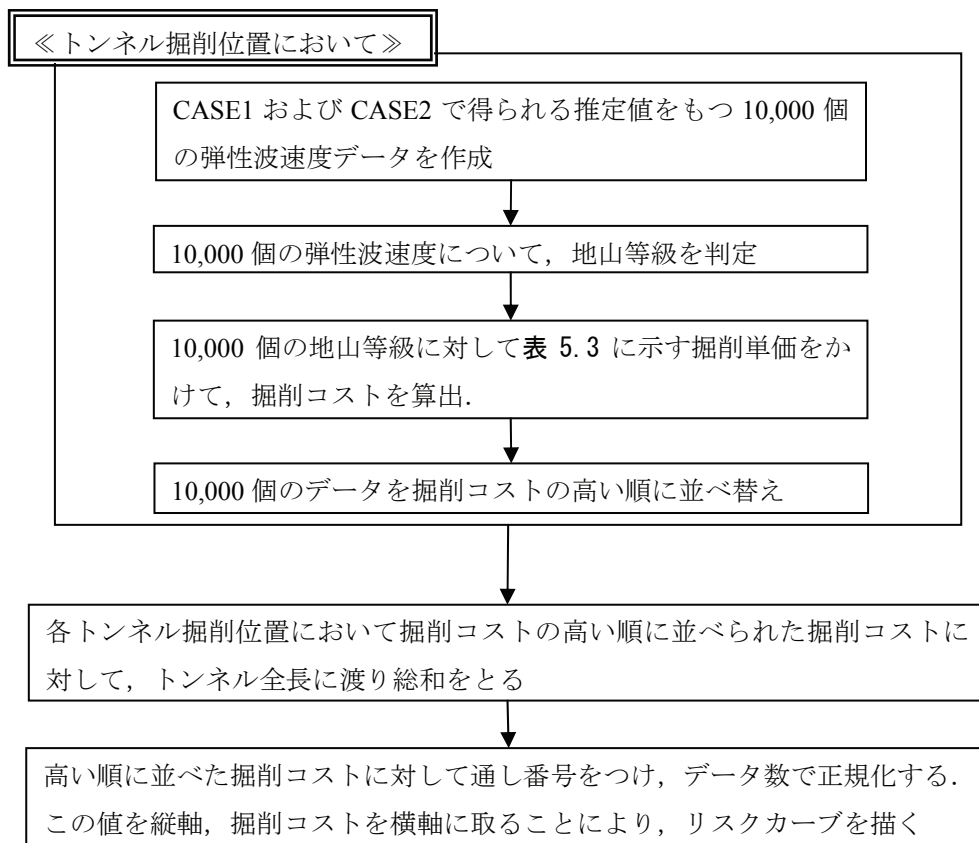 ≪トンネル掘削位置において≫
CASE1 および CASE2 で得られる推定値をもつ 10,000 個
の弾性波速度データを作成
10,000 個の弾性波速度について，地山等級を判定
10,000 個の地山等級に対して表 5.3 に示す掘削単価をか
けて，掘削コストを算出．
10,000 個のデータを掘削コストの高い順に並べ替え
各トンネル掘削位置において掘削コストの高い順に並べられた掘削コストに
対して，トンネル全長に渡り総和をとる
高い順に並べた掘削コストに対して通し番号をつけ，データ数で正規化する．
この値を縦軸，掘削コストを横軸に取ることにより，リスクカーブを描く